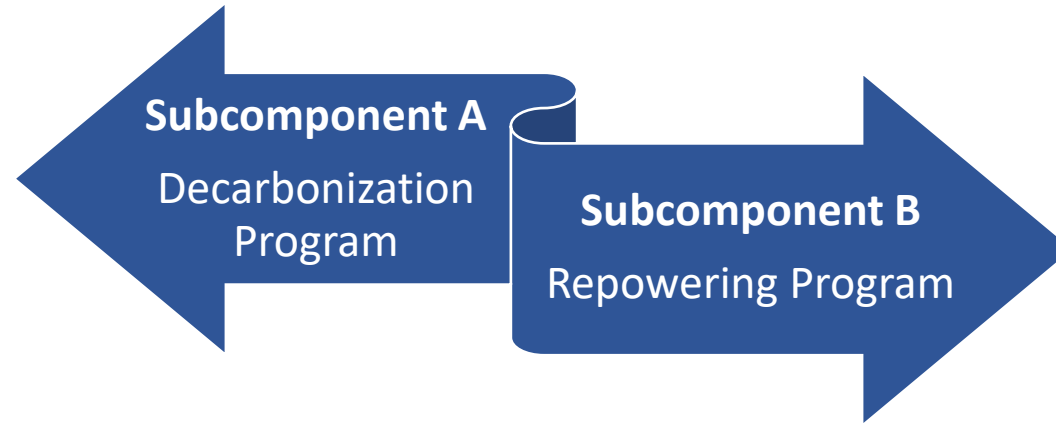 Subcomponent A
Decarbonization
Program
Subcomponent B
Repowering Program